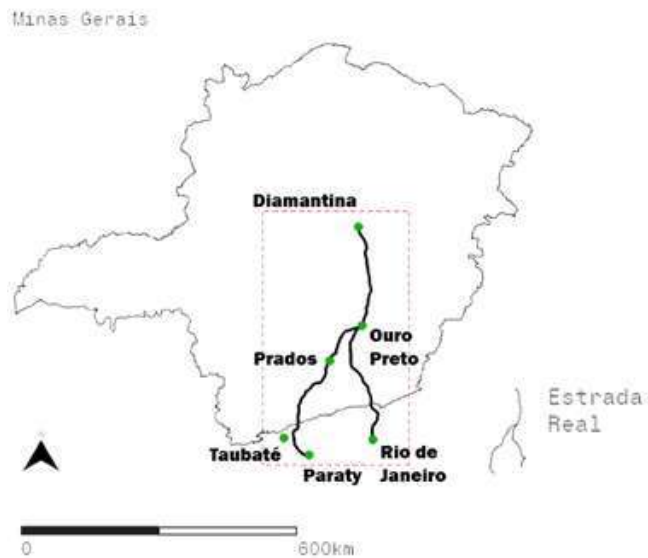 Minas Gerais
Diamantina
Ouro
Preto
Prados
Estrada
Real
Taubaté
Paraty
Rio de
Janeiro
0
600km